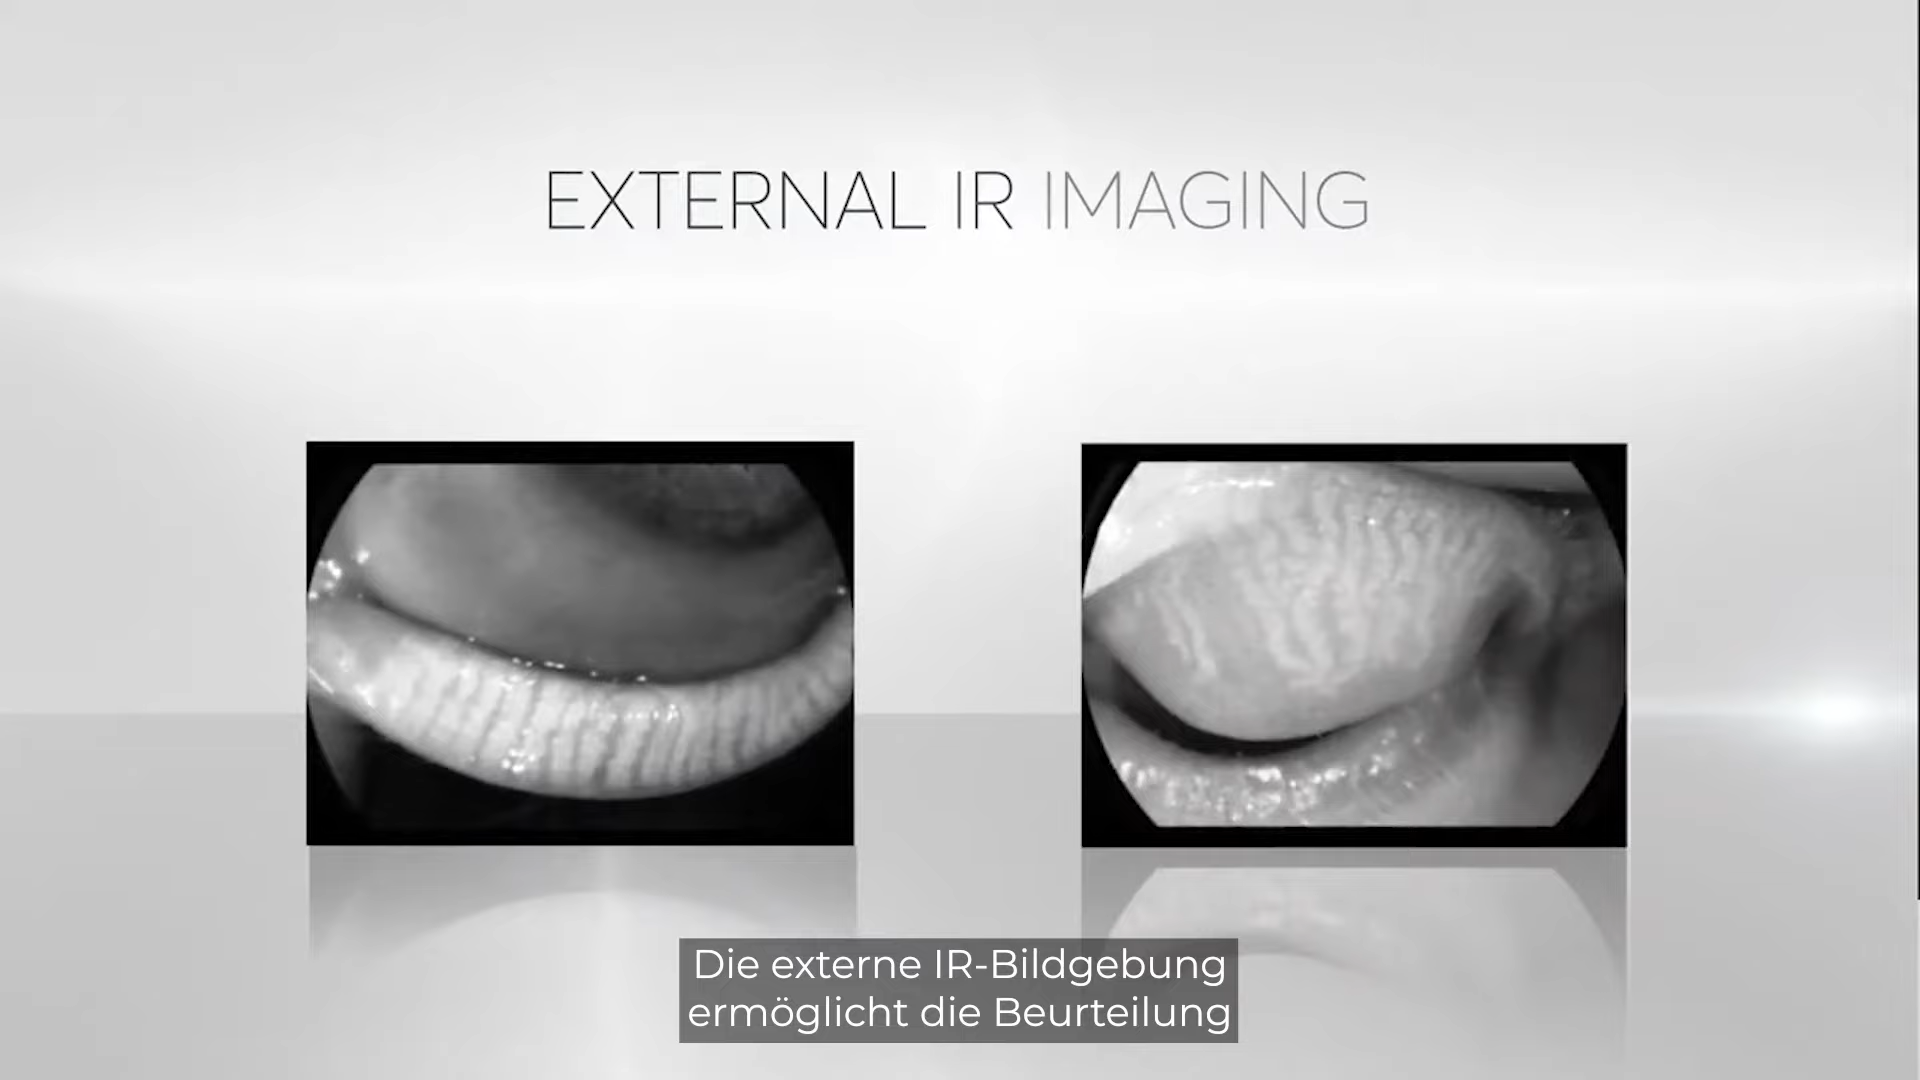 EXTERNAL IR IMAGING
Die externe IR-Bildgebung
ermöglicht die Beurteilung